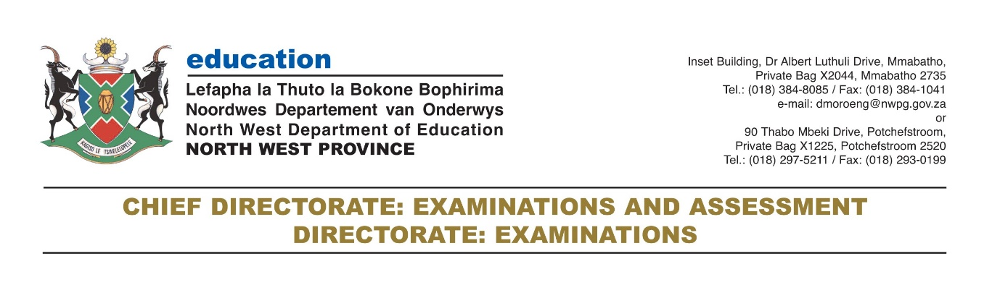 education
Lefapha la Thuto la Bokone Bophirima
Noordwes Departement van Onderwys
North West Department of Education
NORTH WEST PROVINCE
KAGISO LE TSWELELOPELE
Inset Building, Dr Albert Luthuli Drive, Mmabatho,
Private Bag X2044, Mmabatho 2735
Tel.: (018) 384-8085 / Fax: (018) 384-1041
e-mail: dmoroeng@nwpg.gov.za
or
90 Thabo Mbeki Drive, Potchefstroom,
Private Bag X1225, Potchefstroom 2520
Tel.: (018) 297-5211 / Fax: (018) 293-0199
CHIEF DIRECTORATE: EXAMINATIONS AND ASSESSMENT
DIRECTORATE: EXAMINATIONS